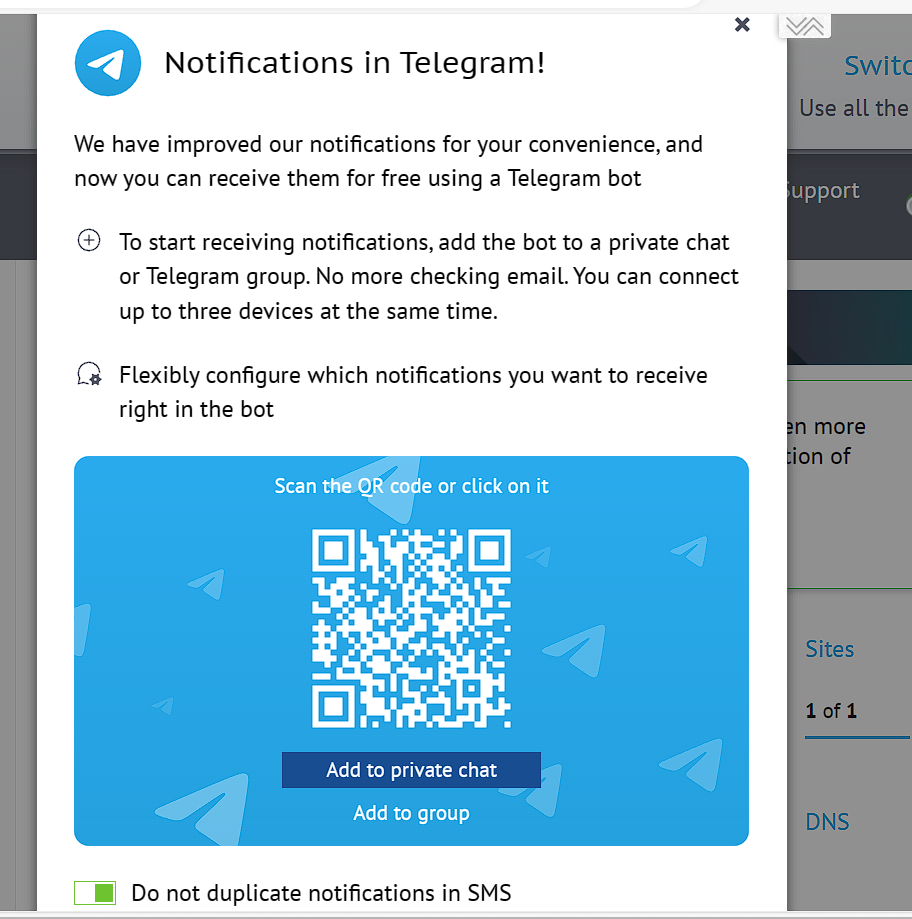 Notifications in Telegram!
We have improved our notifications for your convenience, and
now you can receive them for free using a Telegram bot
To start receiving notifications, add the bot to a private chat
or Telegram group. No more checking email. You can connect
up to three devices at the same time.
Flexibly configure which notifications you want to receive
right in the bot
Scan the QR code or click on it
Add to private chat
Add to group
Do not duplicate notifications in SMS
Use all the
Support
more
of
Sites
1 of 1
DNS